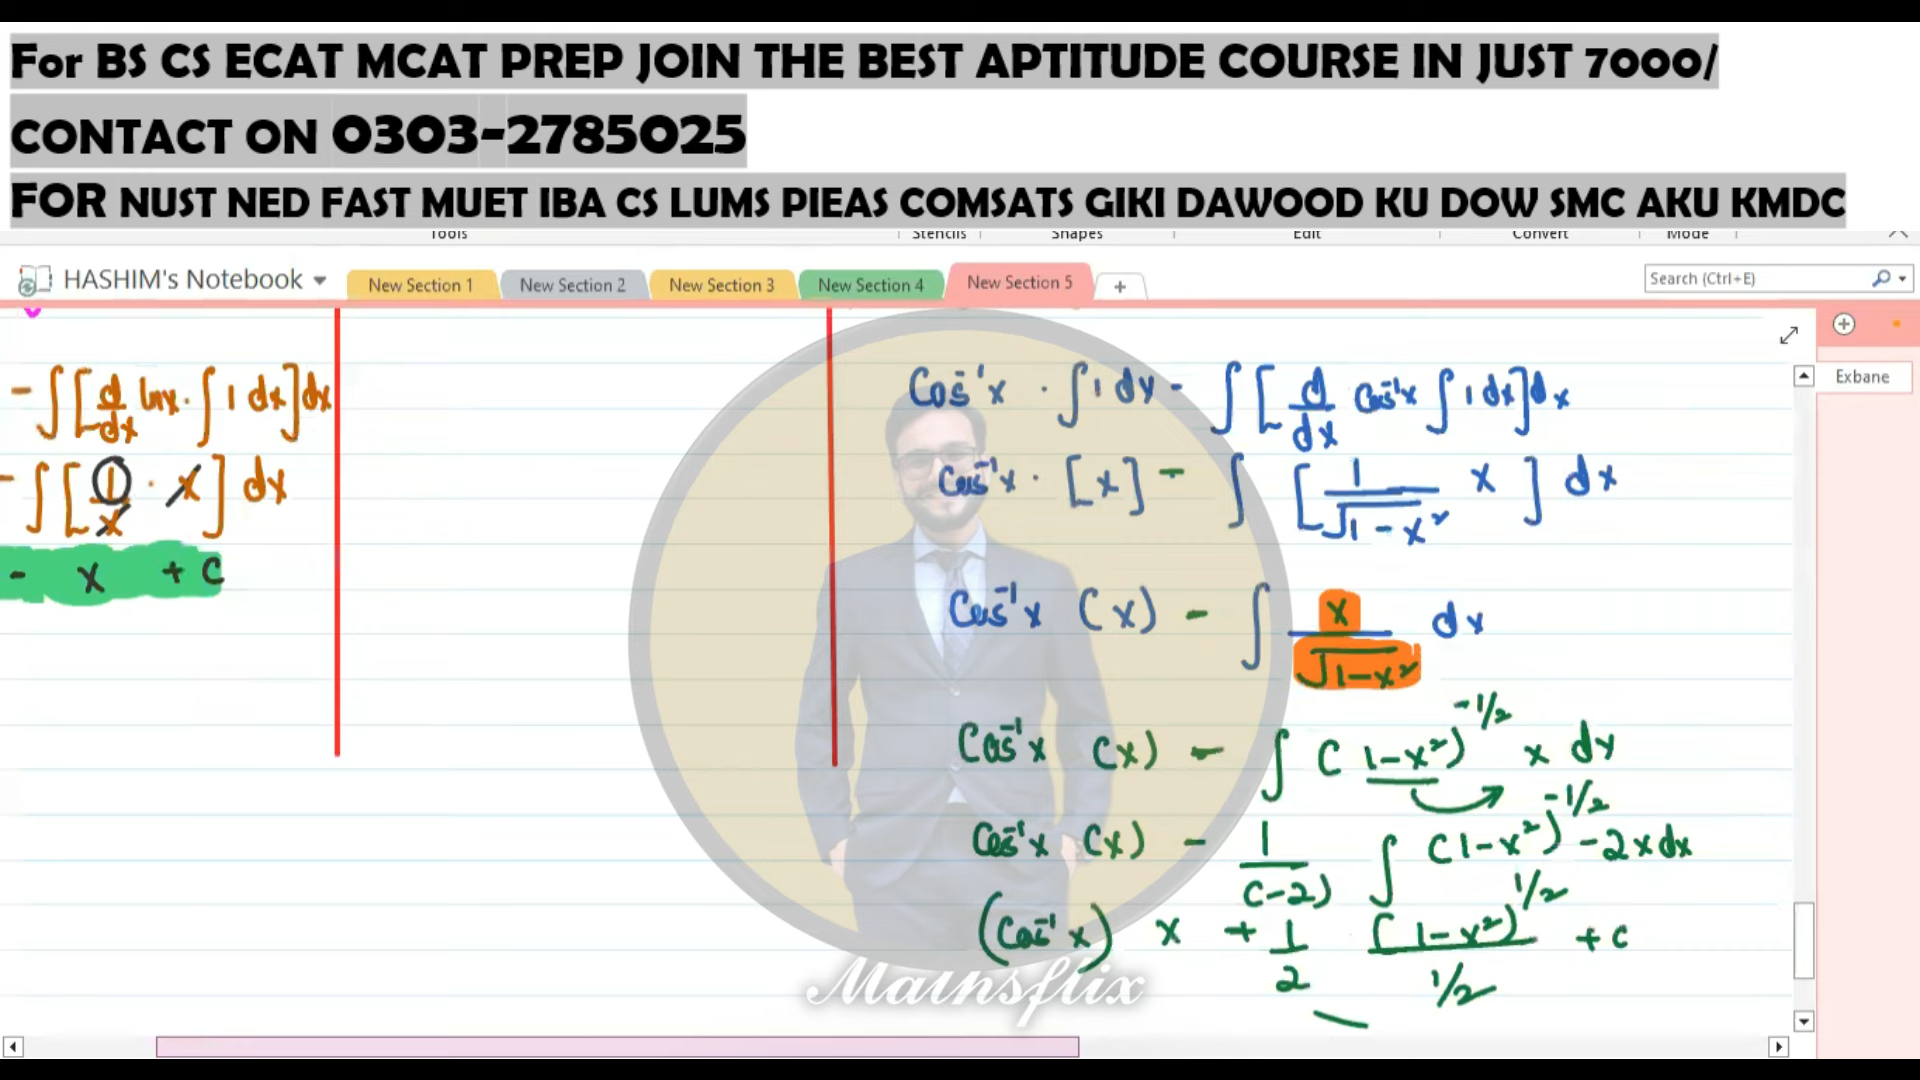 For BS CS ECAT MCAT PREP JOIN THE BEST APTITUDE COURSE IN JUST 7000/
CONTACT ON 0303-2785025
FOR NUST NED FAST MUET IBA CS LUMS PIEAS COMSATS GIKI DAWOOD KU DOW SMC AKU KMDC
Tools Stencils Shapes Edit Convert Mode
HASHIM's Notebook New Section 1 New Section 2 New Section 3 New Section 4 New Section 5 + Search (Ctrl+E)
Exbane
- ∫ [d/dx lnx · ∫ 1 dx] dx
- ∫ [1/x · x] dx
- x + c
Cos⁻¹x · ∫ 1 dx - ∫ [d/dx Cos⁻¹x ∫ 1 dx] dx
Cos⁻¹x · [x] - ∫ [1/√1-x² x] dx
Cos⁻¹x (x) - ∫ x/√1-x² dx
Cos⁻¹x (x) - ∫ (1-x²)^-1/2 x dx
Cos⁻¹x (x) - 1/(-2) ∫ (1-x²)^-1/2 -2x dx
(Cos⁻¹x) x + 1/2 (1-x²)^1/2 / 1/2 + c
Mathsflix